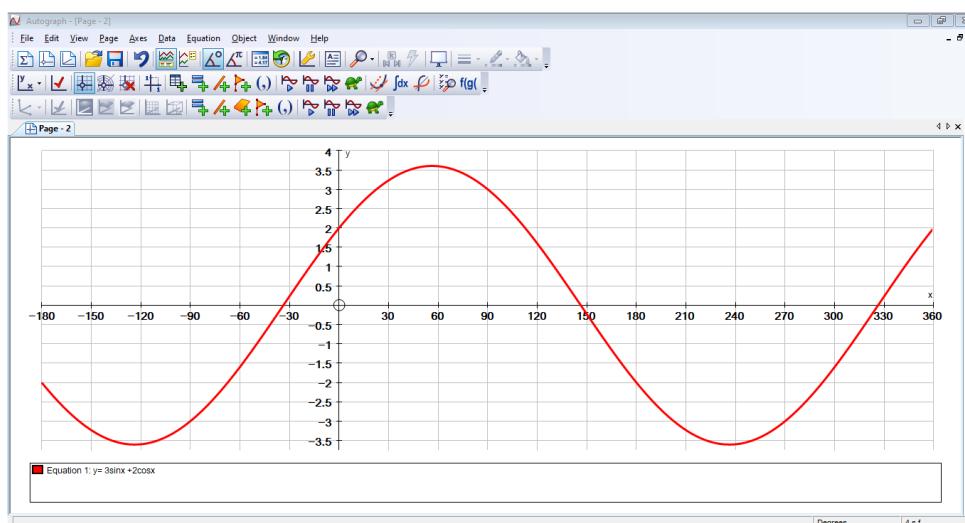 Autograph - [Page - 2]
File Edit View Page Axes Data Equation Object Window Help
f(g(
Page - 2
y
4
3.5
3
2.5
2
1.5
1
0.5
x
−180 −150 −120 −90 −60 −30 30 60 90 120 150 180 210 240 270 300 330 360
−0.5
−1
−1.5
−2
−2.5
−3
−3.5
Equation 1: y= 3sinx +2cosx
Degrees 4 s.f.